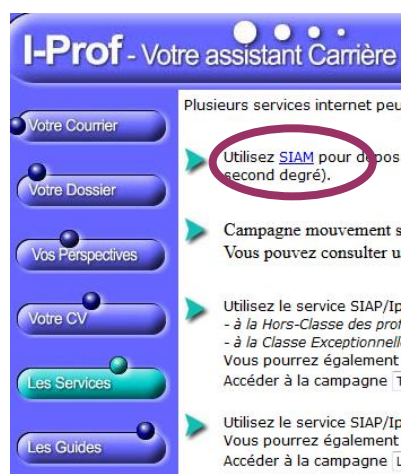 I-Prof - Votre assistant Carrière
Votre Courrier
Votre Dossier
Vos Perspectives
Votre CV
Les Services
Les Guides
Plusieurs services internet peu
Utilisez SIAM pour dépos
second degré).
Campagne mouvement s
Vous pouvez consulter u
Utilisez le service SIAP/Ip
- à la Hors-Classe des prof
- à la Classe Exceptionnelle
Vous pourrez également
Accéder à la campagne
Utilisez le service SIAP/Ip
Vous pourrez également
Accéder à la campagne